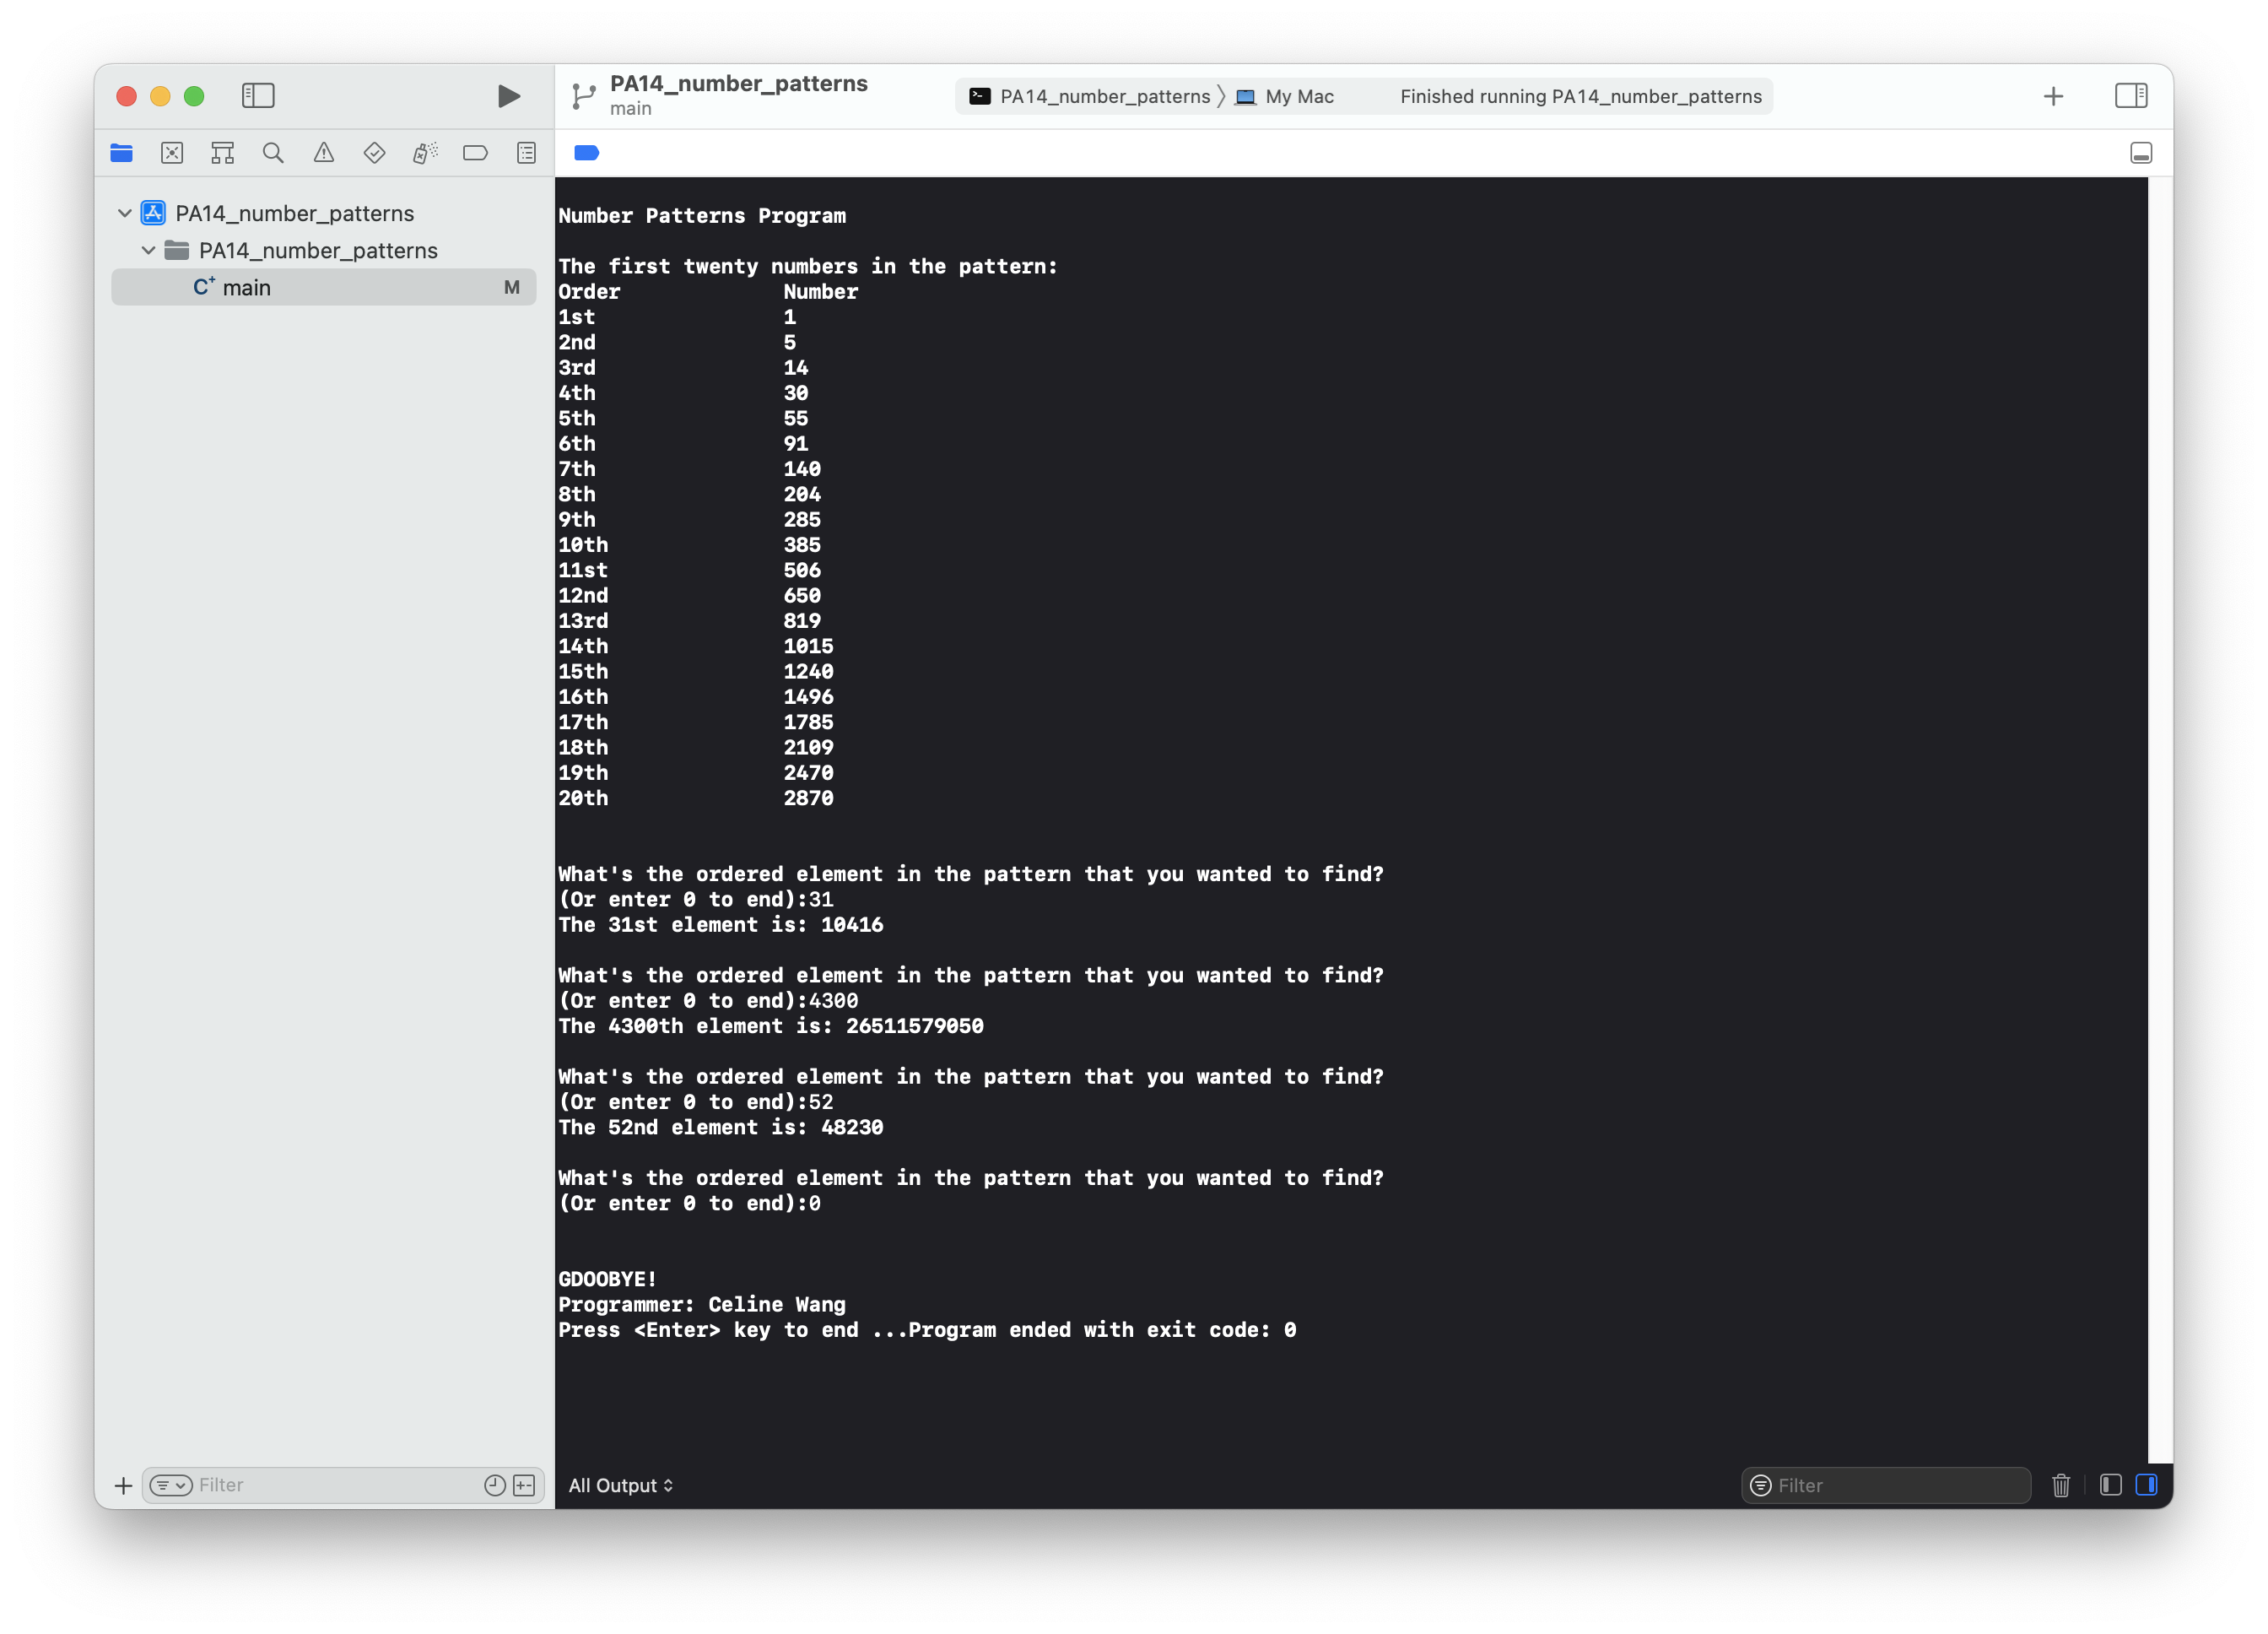 PA14_number_patterns
main
PA14_number_patterns
My Mac
Finished running PA14_number_patterns
PA14_number_patterns
PA14_number_patterns
main M
Number Patterns Program
The first twenty numbers in the pattern:
Order Number
1st 1
2nd 5
3rd 14
4th 30
5th 55
6th 91
7th 140
8th 204
9th 285
10th 385
11st 506
12nd 650
13rd 819
14th 1015
15th 1240
16th 1496
17th 1785
18th 2109
19th 2470
20th 2870
What's the ordered element in the pattern that you wanted to find?
(Or enter 0 to end):31
The 31st element is: 10416
What's the ordered element in the pattern that you wanted to find?
(Or enter 0 to end):4300
The 4300th element is: 26511579050
What's the ordered element in the pattern that you wanted to find?
(Or enter 0 to end):52
The 52nd element is: 48230
What's the ordered element in the pattern that you wanted to find?
(Or enter 0 to end):0
GDOOBYE!
Programmer: Celine Wang
Press <Enter> key to end ...Program ended with exit code: 0
Filter
All Output
Filter